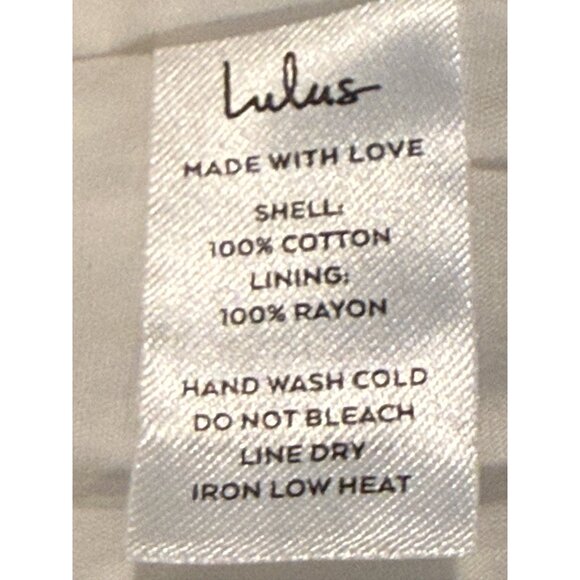 Lulus
MADE WITH LOVE
SHELL:
100% COTTON
LINING:
100% RAYON
HAND WASH COLD
DO NOT BLEACH
LINE DRY
IRON LOW HEAT